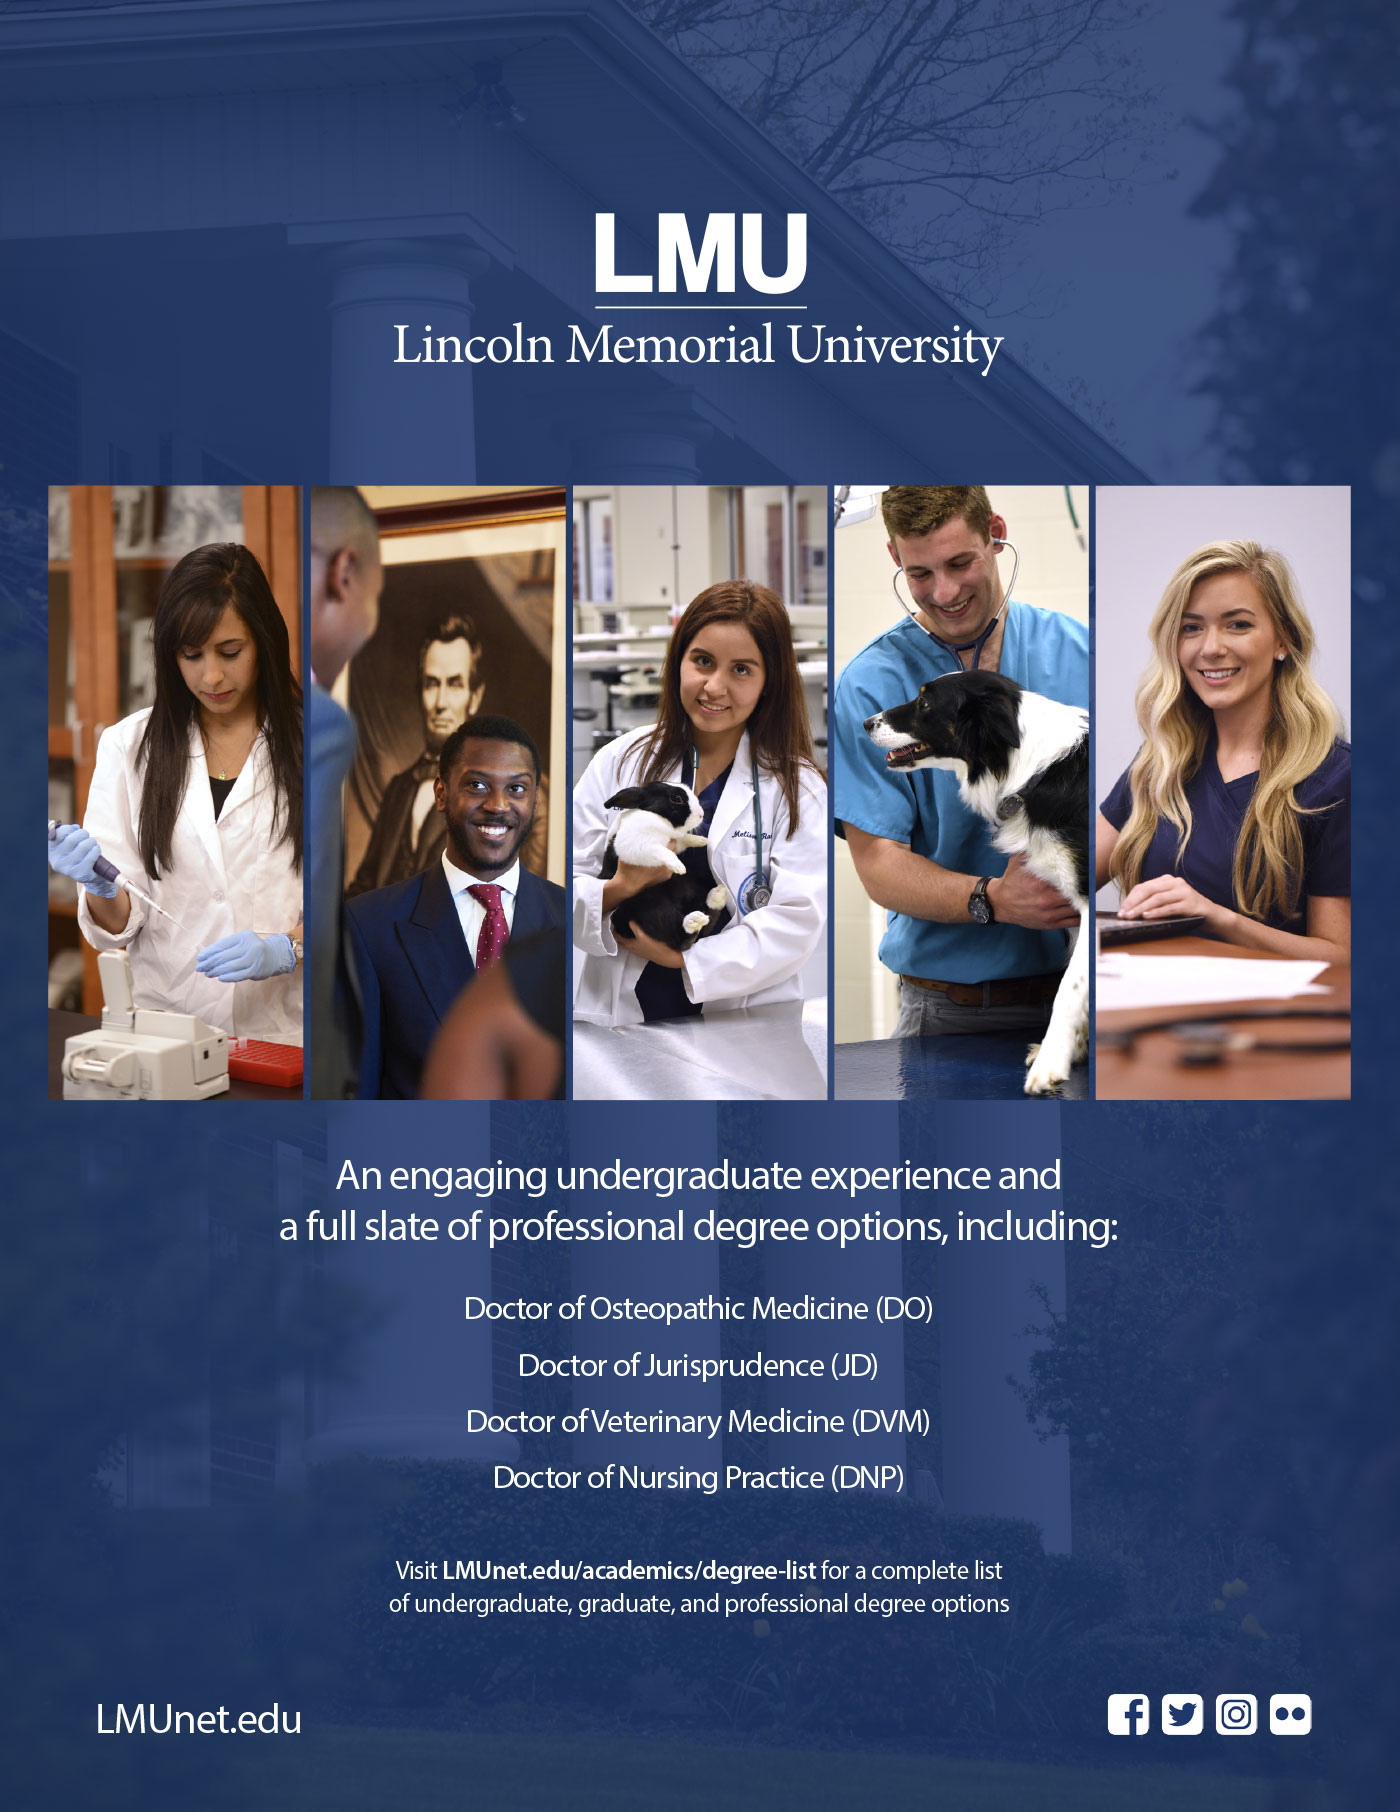 LMU
Lincoln Memorial University
An engaging undergraduate experience and
a full slate of professional degree options, including:
Doctor of Osteopathic Medicine (DO)
Doctor of Jurisprudence (JD)
Doctor of Veterinary Medicine (DVM)
Doctor of Nursing Practice (DNP)
Visit LMUnet.edu/academics/degree-list for a complete list
of undergraduate, graduate, and professional degree options
LMUnet.edu